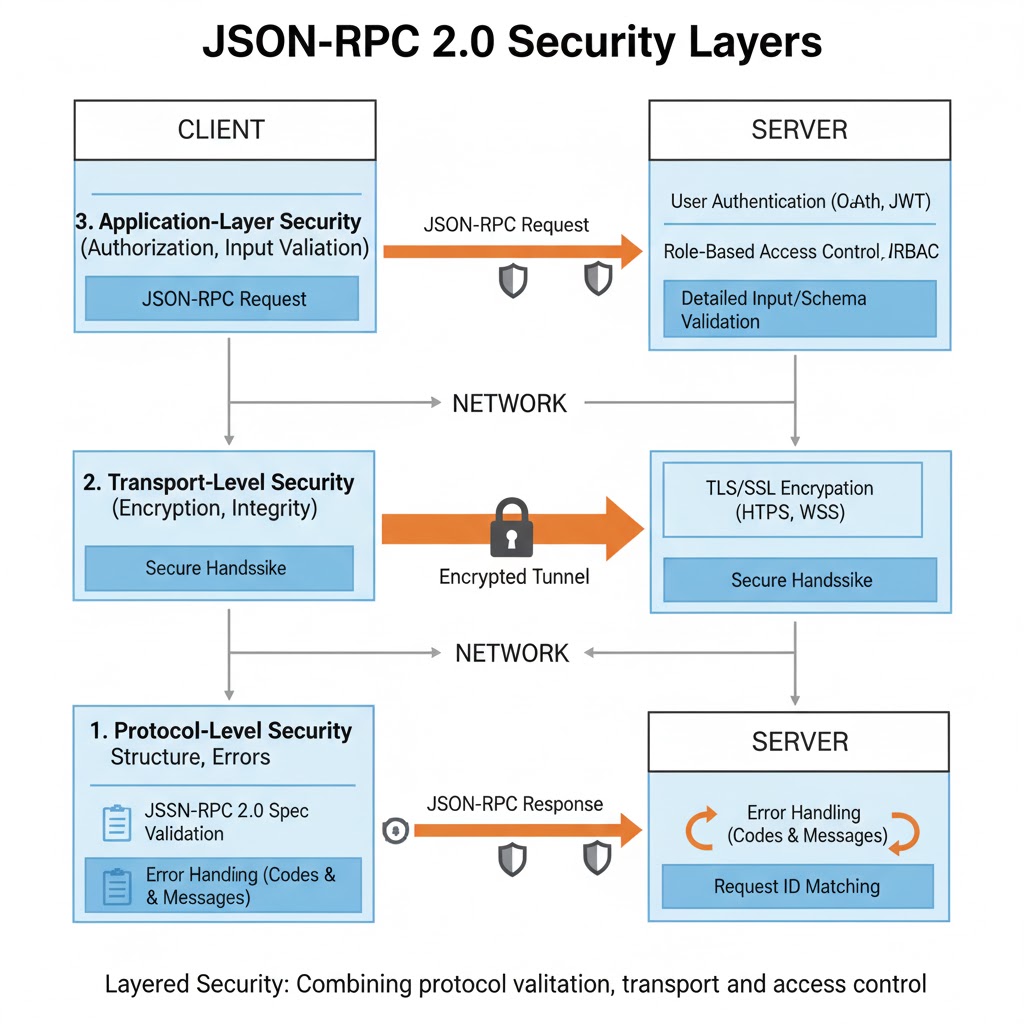 JSON-RPC 2.0 Security Layers
CLIENT
SERVER
3. Application-Layer Security
(Authorization, Input Valiation)
JSON-RPC Request
JSON-RPC Request
User Authentication (OAth, JWT)
Role-Based Access Control, /RBAC
Detailed Input/Schema
Validation
NETWORK
2. Transport-Level Security
(Encryption, Integrity)
Secure Handssike
Encrypted Tunnel
TLS/SSL Encrypation
(HTPS, WSS)
Secure Handssike
NETWORK
1. Protocol-Level Security
Structure, Errors
JSSN-RPC 2.0 Spec
Validation
Error Handling (Codes &
& Messages)
JSON-RPC Response
SERVER
Error Handling
(Codes & Messages)
Request ID Matching
Layered Security: Combining protocol valitation, transport and access control